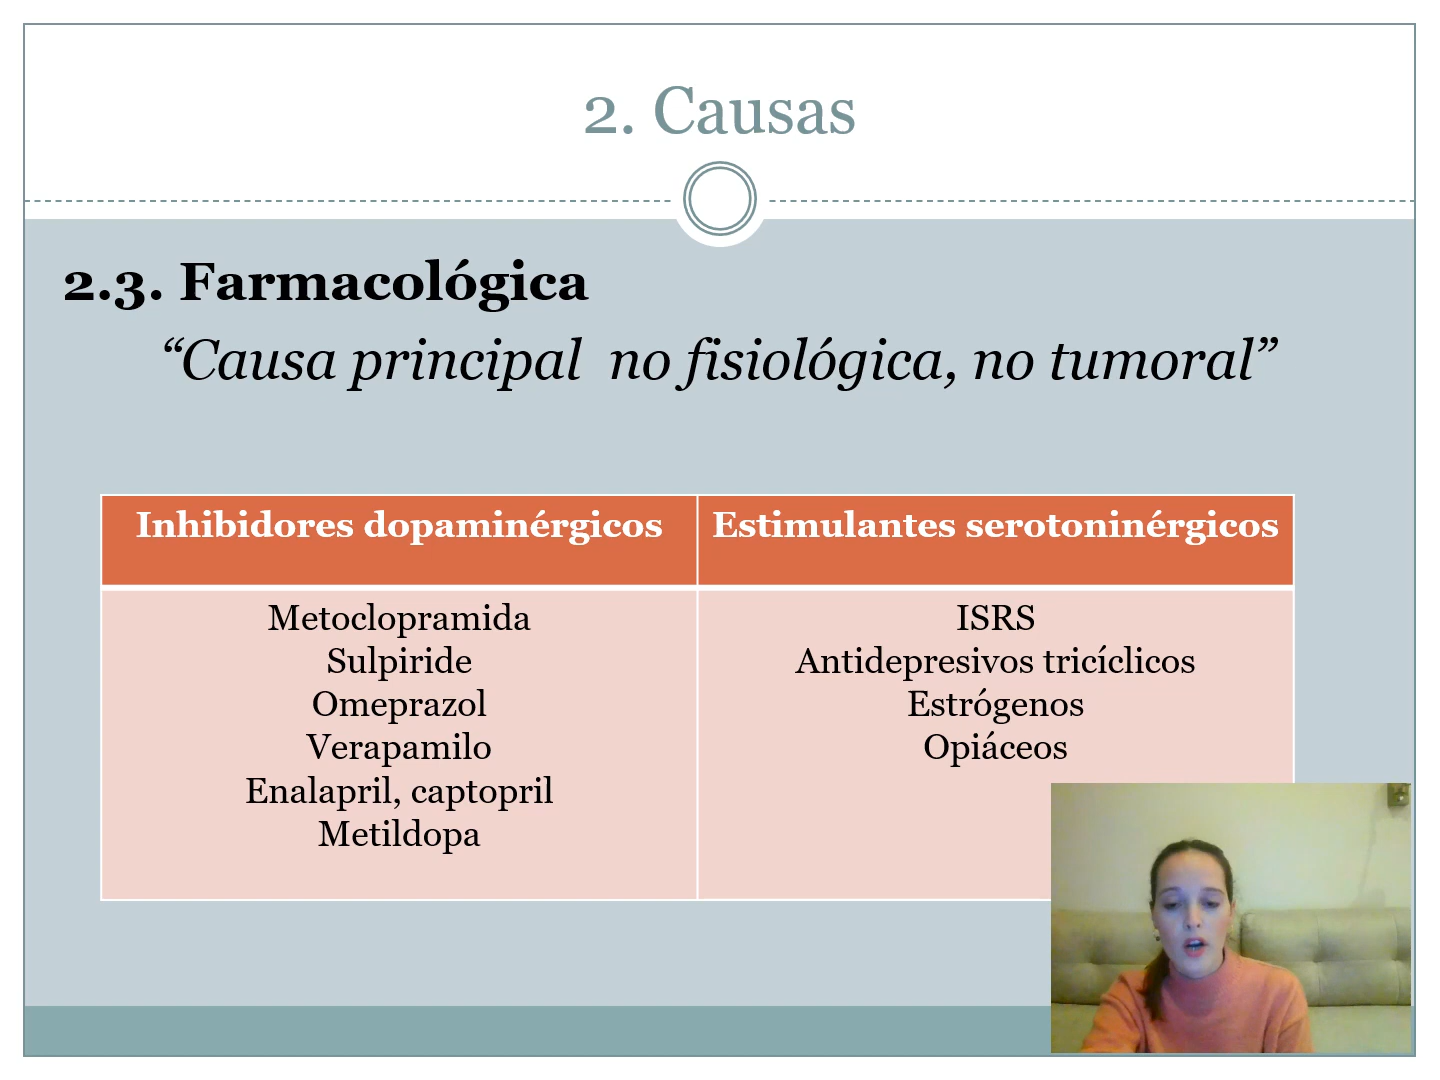 2. Causas
2.3. Farmacológica
“Causa principal no fisiológica, no tumoral”
Inhibidores dopaminérgicos
Estimulantes serotoninérgicos
Metoclopramida
Sulpiride
Omeprazol
Verapamilo
Enalapril, captopril
Metildopa
ISRS
Antidepresivos tricíclicos
Estrógenos
Opiáceos